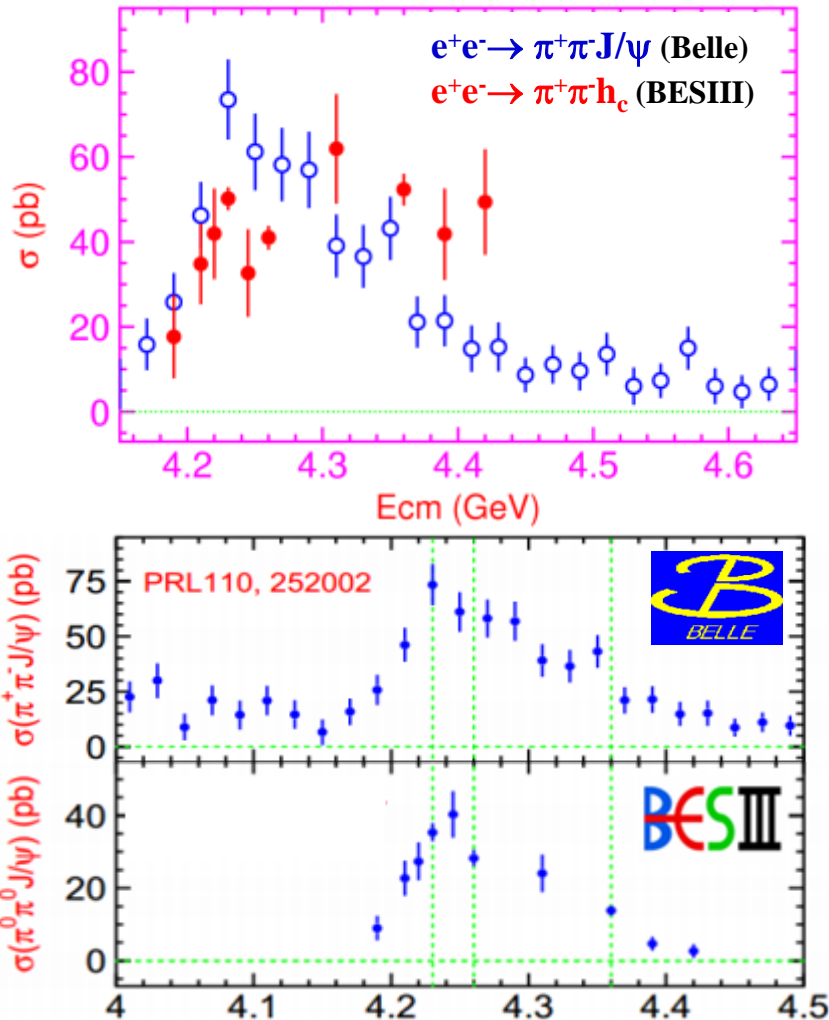 e⁺e⁻→ π⁺π⁻J/ψ (Belle)
e⁺e⁻→ π⁺π⁻h_c (BESIII)
σ (pb)
80
60
40
20
0
4.2 4.3 4.4 4.5 4.6
Ecm (GeV)
σ(π⁺π⁻J/ψ) (pb)
PRL110, 252002
B
BELLE
75
50
25
0
σ(π⁰π⁰J/ψ) (pb)
BESIII
40
20
0
4 4.1 4.2 4.3 4.4 4.5